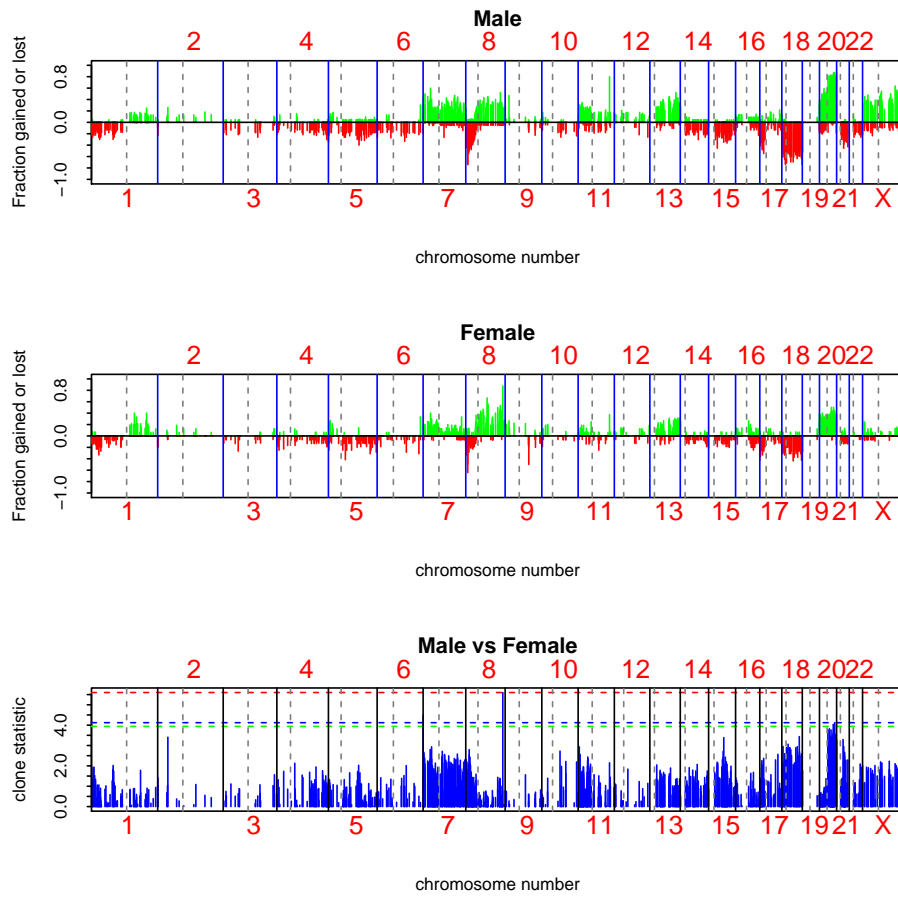 Male
2 4 6 8 10 12 14 16 18 20 22
Fraction gained or lost
0.8
0.0
−1.0
1 3 5 7 9 11 13 15 17 19 21 X
chromosome number
Female
2 4 6 8 10 12 14 16 18 20 22
Fraction gained or lost
0.8
0.0
−1.0
1 3 5 7 9 11 13 15 17 19 21 X
chromosome number
Male vs Female
2 4 6 8 10 12 14 16 18 20 22
clone statistic
4.0
2.0
0.0
1 3 5 7 9 11 13 15 17 19 21 X
chromosome number